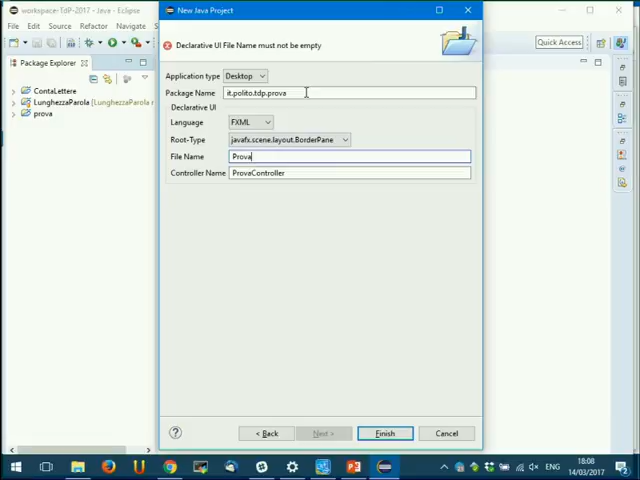 workspace-TdP-2017 - Java - Eclipse
New Java Project
File Edit Source Refactor Navigate
Declarative UI File Name must not be empty
Quick Access
Package Explorer
Application type Desktop
Package Name it.polito.tdp.prova
ContaLettere
LunghezzaParola [LunghezzaParola
prova
Declarative UI
Language FXML
Root-Type javafx.scene.layout.BorderPane
File Name Prova
Controller Name ProvaController
? < Back Next > Finish Cancel
ENG
18:08
14/03/2017
2